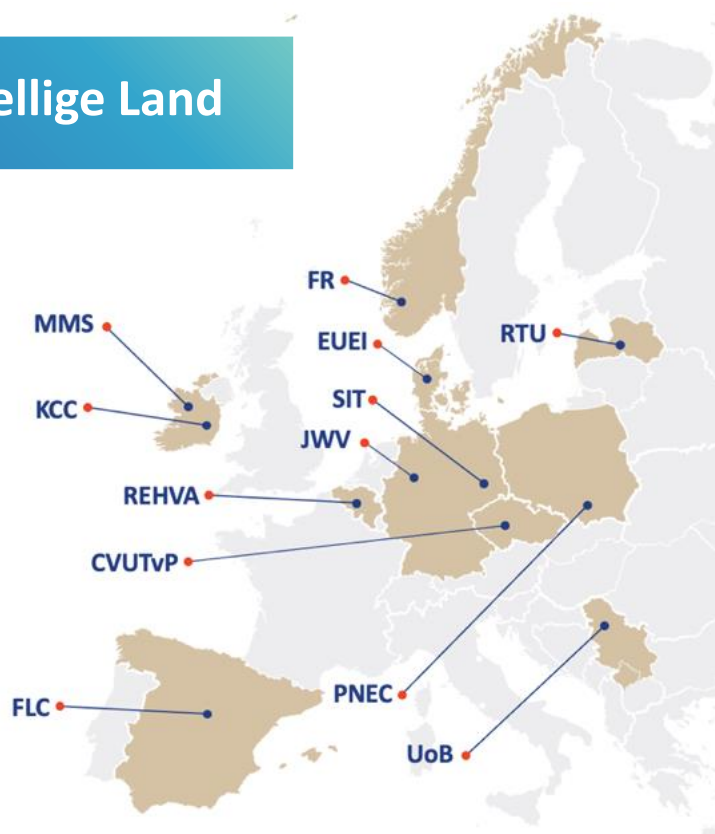 ellige Land
FR
MMS
RTU
EUEI
SIT
KCC
JWV
REHVA
CVUTvP
PNEC
FLC
UoB